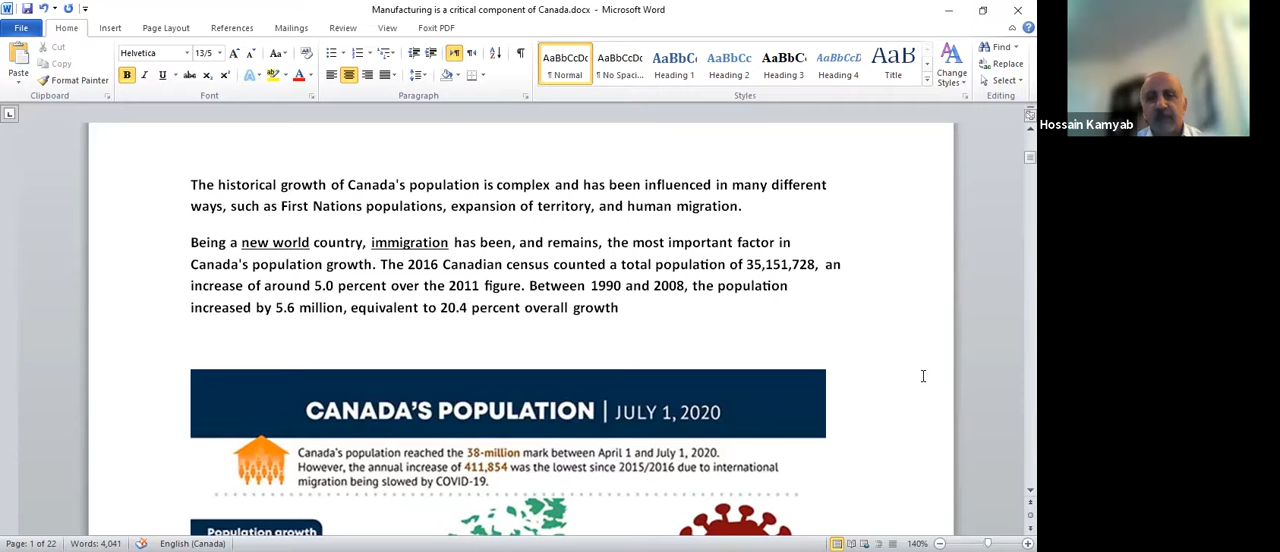 Manufacturing is a critical component of Canada.docx - Microsoft Word
File Home Insert Page Layout References Mailings Review View Foxit PDF
Cut
Copy
Paste
Format Painter
Clipboard
Helvetica 13/5
B I U abc x₂ x² A
Font
Paragraph
AaBbCcDc AaBbCcDc AaBbC AaBbCc AaBbC AaBbC AaB
¶ Normal ¶ No Spaci... Heading 1 Heading 2 Heading 3 Heading 4 Title
Change Styles
Styles
Find
Replace
Select
Editing
Hossain Kamyab
The historical growth of Canada's population is complex and has been influenced in many different
ways, such as First Nations populations, expansion of territory, and human migration.
Being a new world country, immigration has been, and remains, the most important factor in
Canada's population growth. The 2016 Canadian census counted a total population of 35,151,728, an
increase of around 5.0 percent over the 2011 figure. Between 1990 and 2008, the population
increased by 5.6 million, equivalent to 20.4 percent overall growth
CANADA'S POPULATION | JULY 1, 2020
Canada's population reached the 38-million mark between April 1 and July 1, 2020.
However, the annual increase of 411,854 was the lowest since 2015/2016 due to international
migration being slowed by COVID-19.
Population growth
Page: 1 of 22 Words: 4,041 English (Canada) 140%